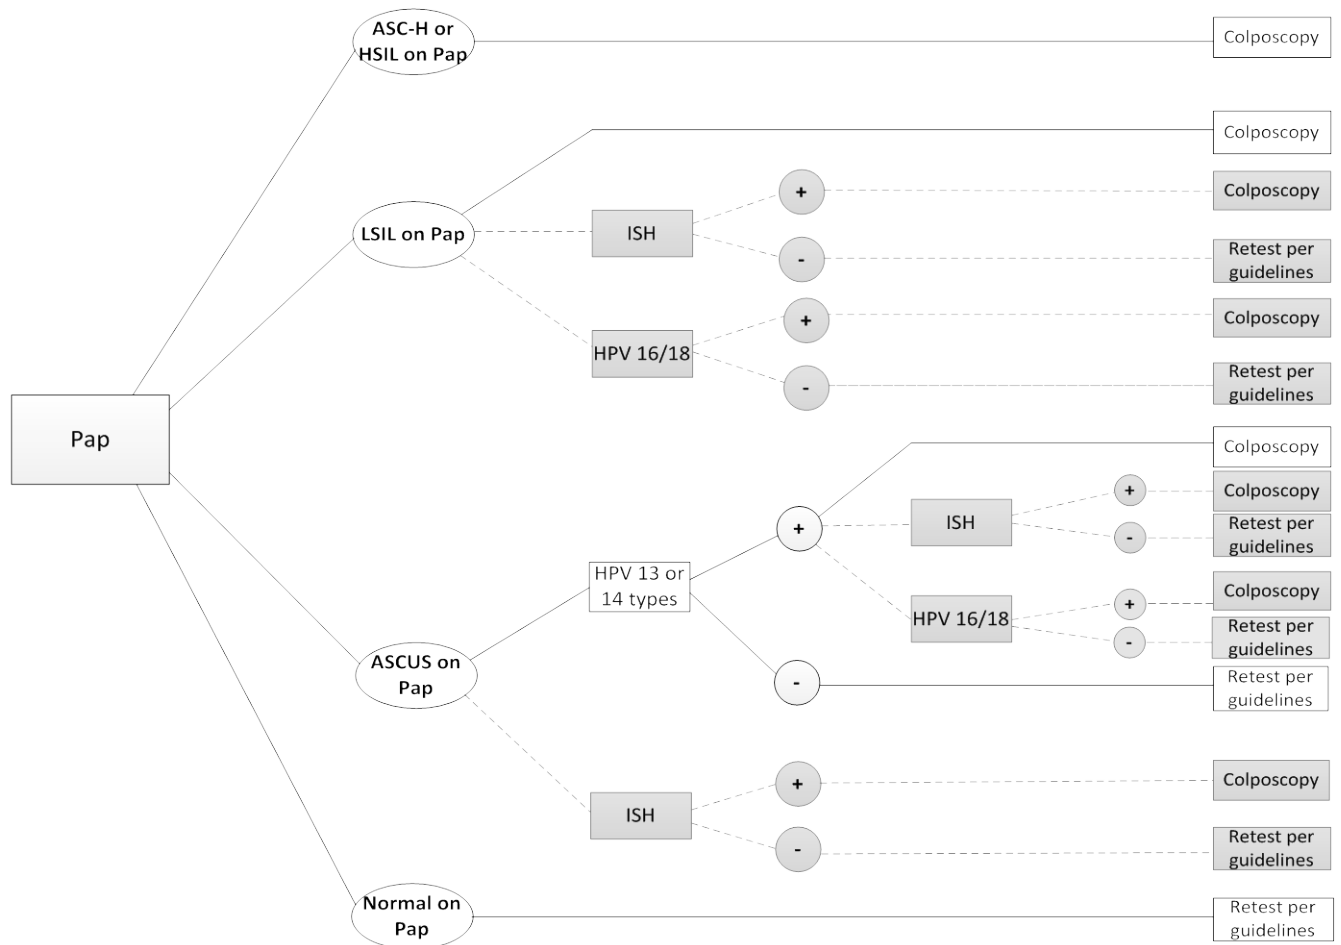 ASC-H or
HSIL on Pap
Colposcopy
Colposcopy
LSIL on Pap
ISH
+
Colposcopy
-
Retest per
guidelines
HPV 16/18
+
Colposcopy
-
Retest per
guidelines
Pap
Colposcopy
ISH
+
Colposcopy
-
Retest per
guidelines
+
HPV 13 or
14 types
HPV 16/18
+
Colposcopy
-
Retest per
guidelines
ASCUS on
Pap
-
Retest per
guidelines
ISH
+
Colposcopy
-
Retest per
guidelines
Normal on
Pap
Retest per
guidelines